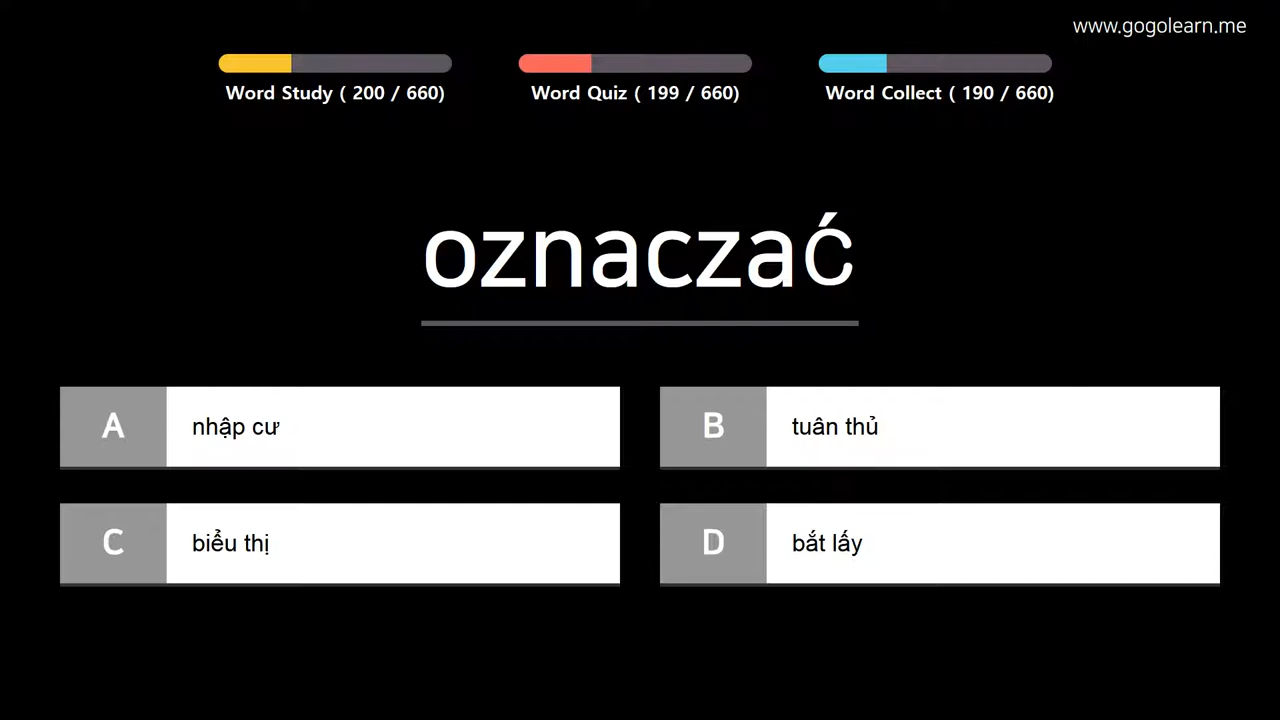 www.gogolearn.me
Word Study ( 200 / 660)
Word Quiz ( 199 / 660)
Word Collect ( 190 / 660)
oznaczać
A nhập cư
B tuân thủ
C biểu thị
D bắt lấy